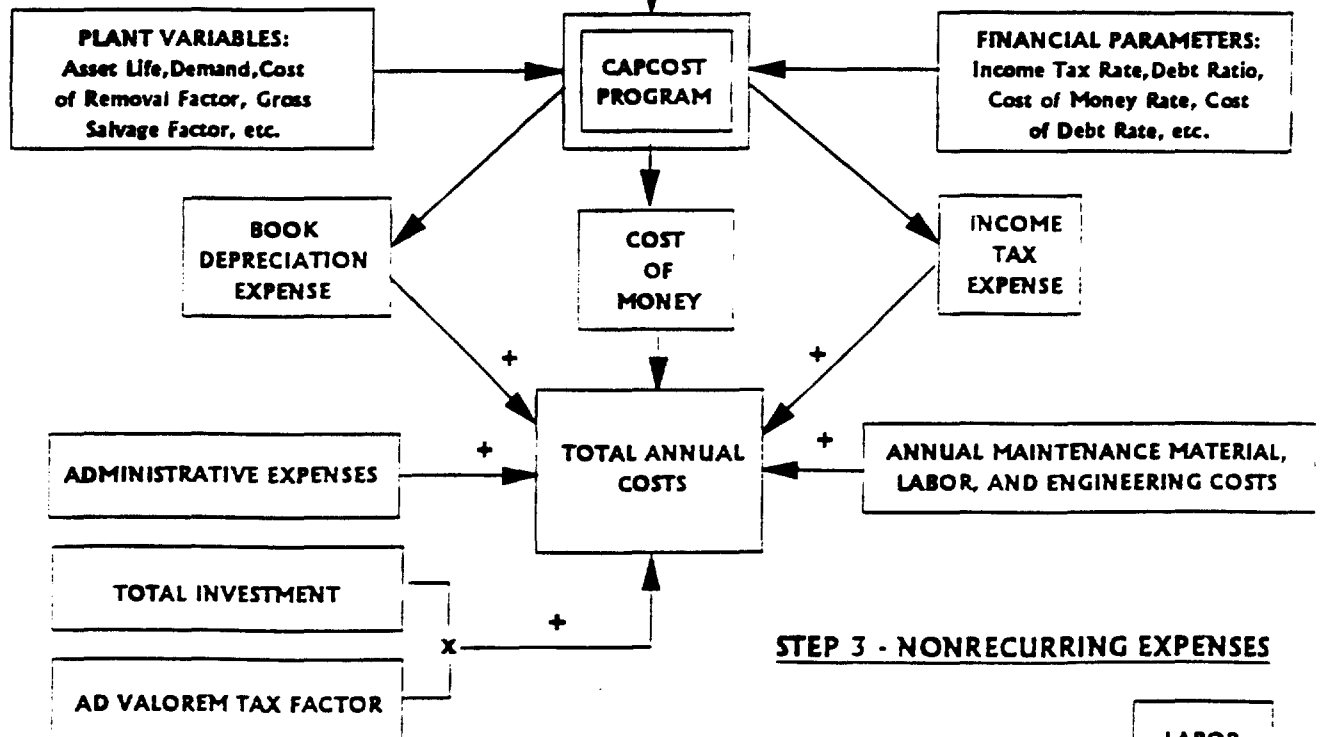 PLANT VARIABLES:
Asset Life,Demand,Cost
of Removal Factor, Gross
Salvage Factor, etc.
CAPCOST
PROGRAM
FINANCIAL PARAMETERS:
Income Tax Rate,Debt Ratio,
Cost of Money Rate, Cost
of Debt Rate, etc.
BOOK
DEPRECIATION
EXPENSE
COST
OF
MONEY
INCOME
TAX
EXPENSE
+
+
ADMINISTRATIVE EXPENSES
+
TOTAL ANNUAL
COSTS
+
ANNUAL MAINTENANCE MATERIAL,
LABOR, AND ENGINEERING COSTS
TOTAL INVESTMENT
x
+
AD VALOREM TAX FACTOR
STEP 3 - NONRECURRING EXPENSES
LABOR